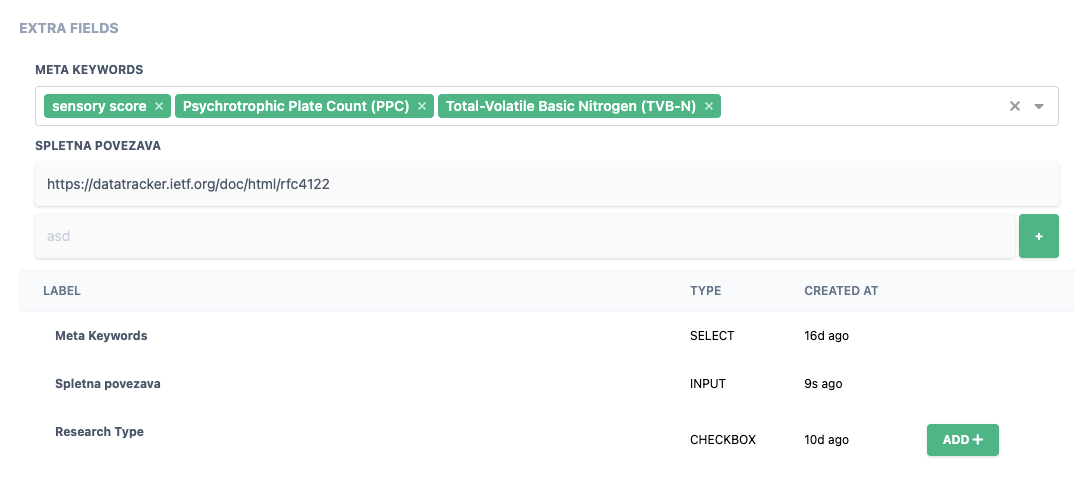 EXTRA FIELDS
META KEYWORDS
sensory score × Psychrotrophic Plate Count (PPC) × Total-Volatile Basic Nitrogen (TVB-N) ×
SPLETNA POVEZAVA
https://datatracker.ietf.org/doc/html/rfc4122
asd +
LABEL TYPE CREATED AT
Meta Keywords SELECT 16d ago
Spletna povezava INPUT 9s ago
Research Type CHECKBOX 10d ago ADD +